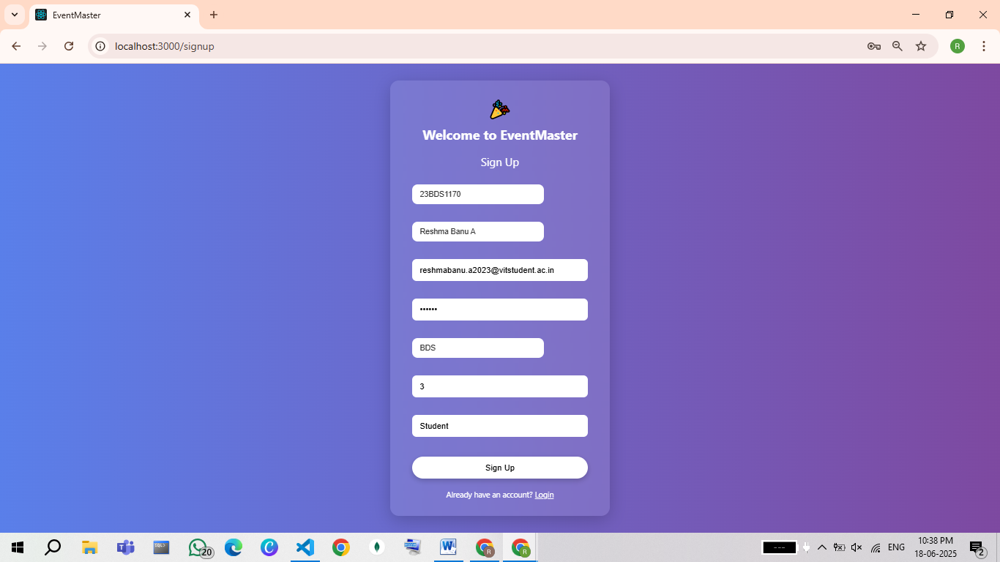 EventMaster
localhost:3000/signup
R
Welcome to EventMaster
Sign Up
23BDS1170
Reshma Banu A
reshmabanu.a2023@vitstudent.ac.in
••••••
BDS
3
Student
Sign Up
Already have an account? Login
20
R
R
ENG
10:38 PM
18-06-2025
2